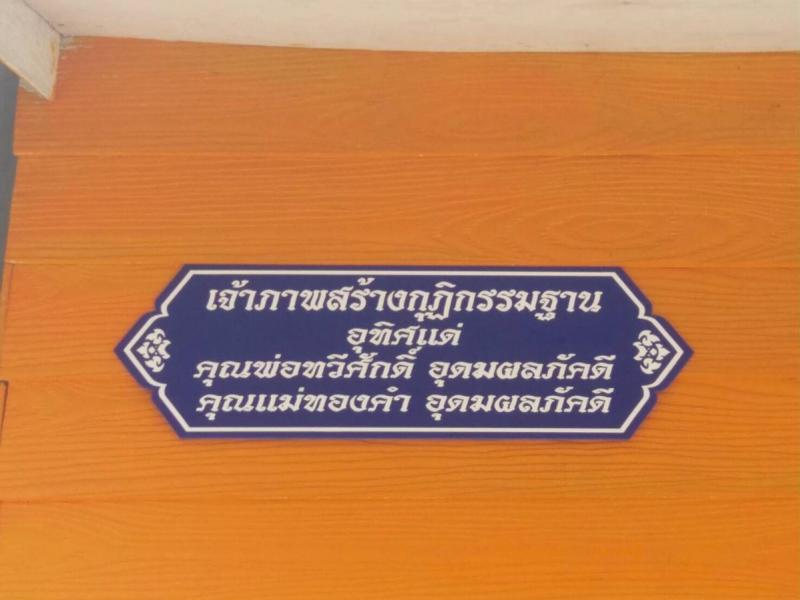 เจ้าภาพสร้างกุฏิกรรมฐาน
อุทิศแด่
คุณพ่อทวีศักดิ์ อุดมผลภักดี
คุณแม่ทองคำ อุดมผลภักดี